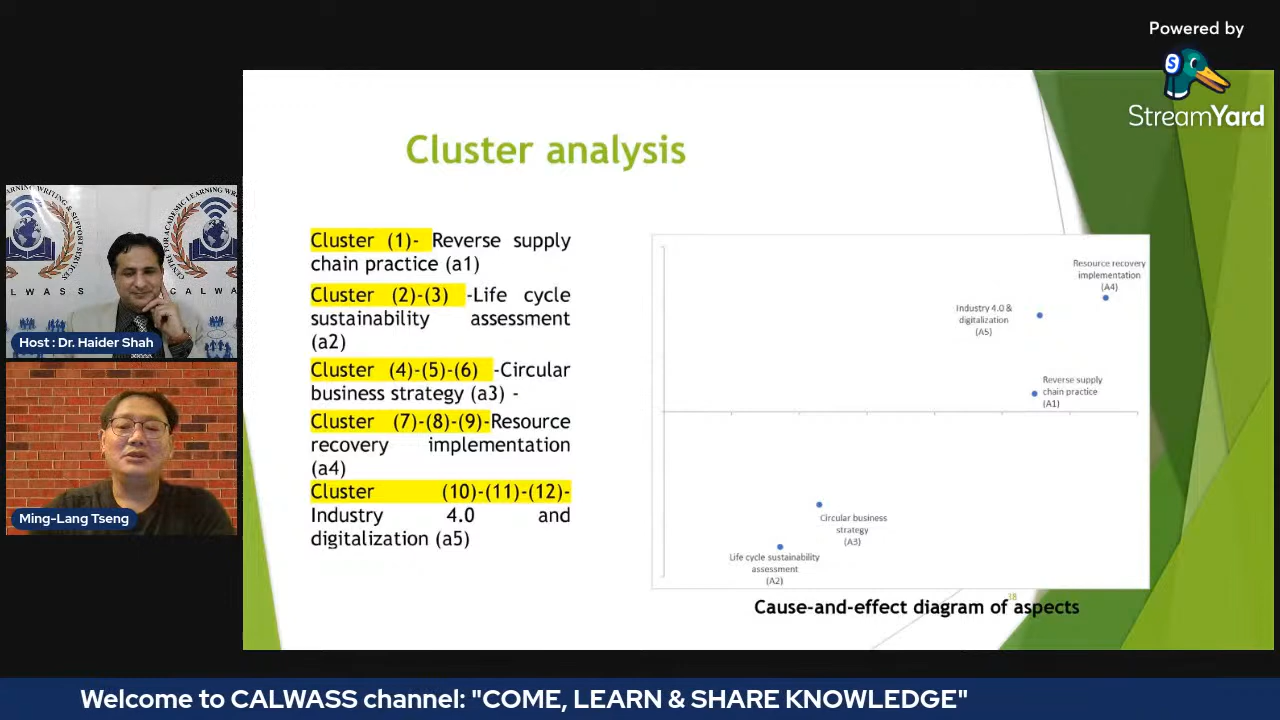 Powered by
StreamYard
Cluster analysis
Cluster (1)- Reverse supply
chain practice (a1)
Cluster (2)-(3) -Life cycle
sustainability assessment
(a2)
Cluster (4)-(5)-(6) -Circular
business strategy (a3) -
Cluster (7)-(8)-(9)-Resource
recovery implementation
(a4)
Cluster (10)-(11)-(12)-
Industry 4.0 and
digitalization (a5)
Resource recovery
implementation
(A4)
Industry 4.0 &
digitalization
(A5)
Reverse supply
chain practice
(A1)
Circular business
strategy
(A3)
Life cycle sustainability
assessment
(A2)
38
Cause-and-effect diagram of aspects
Host : Dr. Haider Shah
Ming-Lang Tseng
Welcome to CALWASS channel: "COME, LEARN & SHARE KNOWLEDGE"